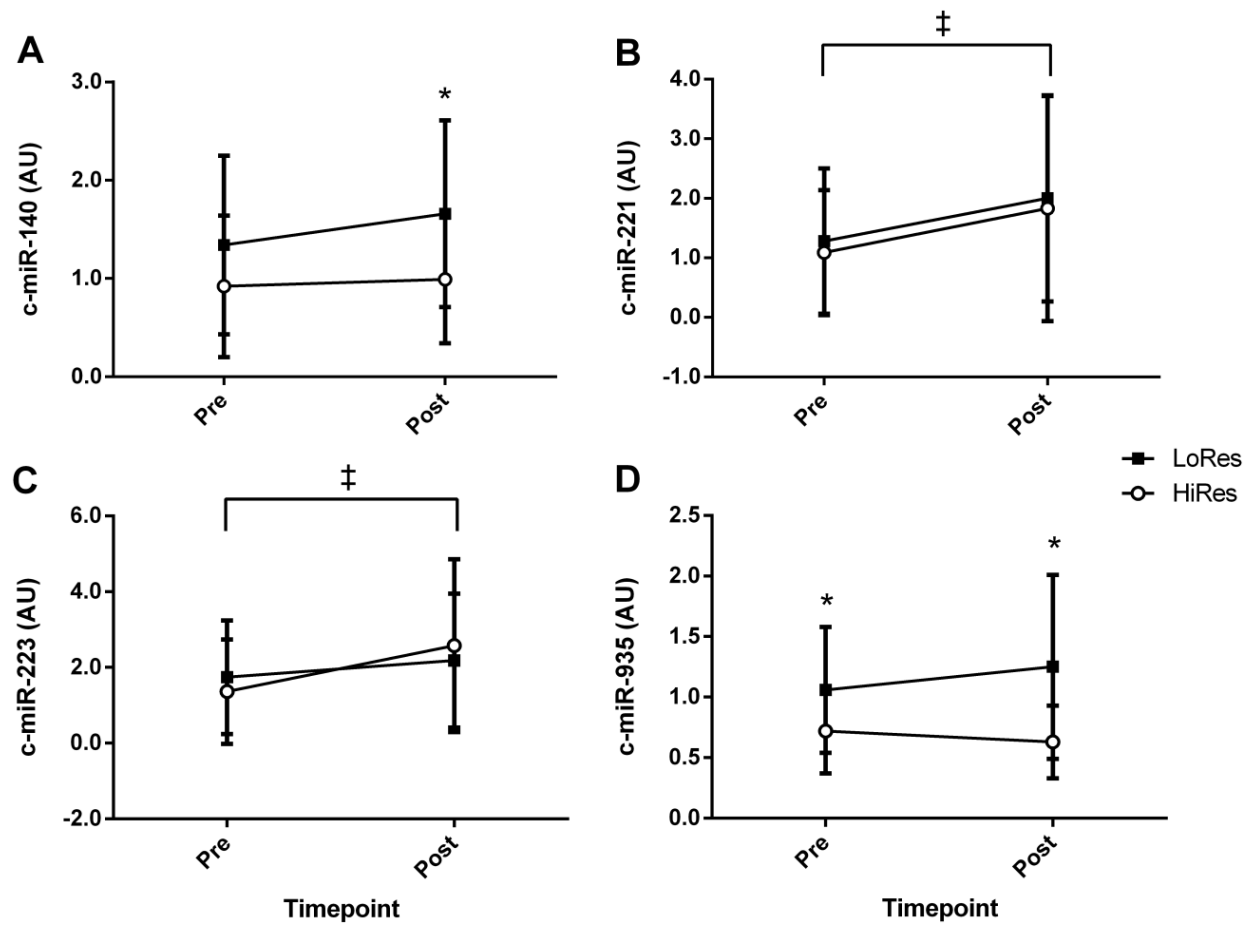 A
c-miR-140 (AU)
3.0
2.0
1.0
0.0
*
Pre
Post
B
c-miR-221 (AU)
‡
4.0
3.0
2.0
1.0
0.0
-1.0
Pre
Post
LoRes
HiRes
C
c-miR-223 (AU)
‡
6.0
4.0
2.0
0.0
-2.0
Pre
Post
Timepoint
D
c-miR-935 (AU)
2.5
2.0
1.5
1.0
0.5
0.0
*
*
Pre
Post
Timepoint